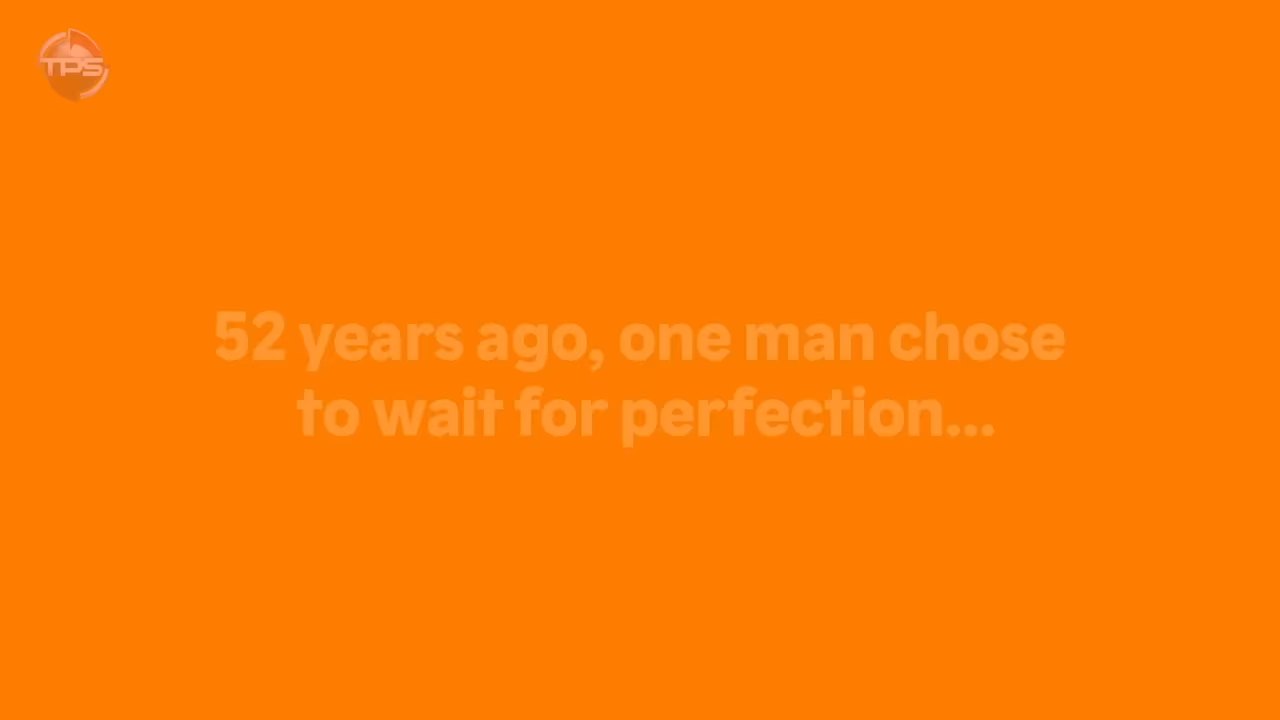 TPS
52 years ago, one man chose
to wait for perfection...